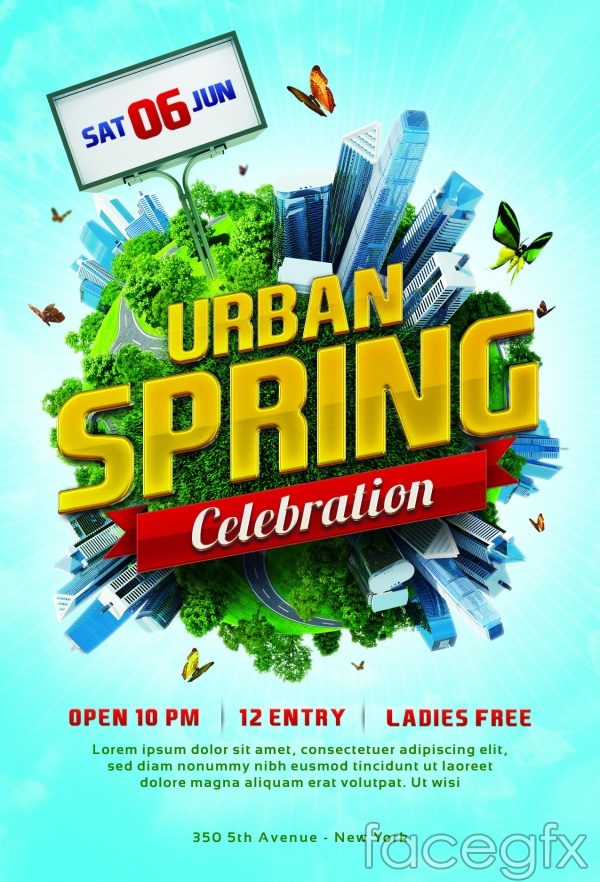 SAT 06 JUN
URBAN
SPRING
Celebration
OPEN 10 PM | 12 ENTRY | LADIES FREE
Lorem ipsum dolor sit amet, consectetuer adipiscing elit,
sed diam nonummy nibh euismod tincidunt ut laoreet
dolore magna aliquam erat volutpat. Ut wisi
350 5th Avenue - New York
facegfx